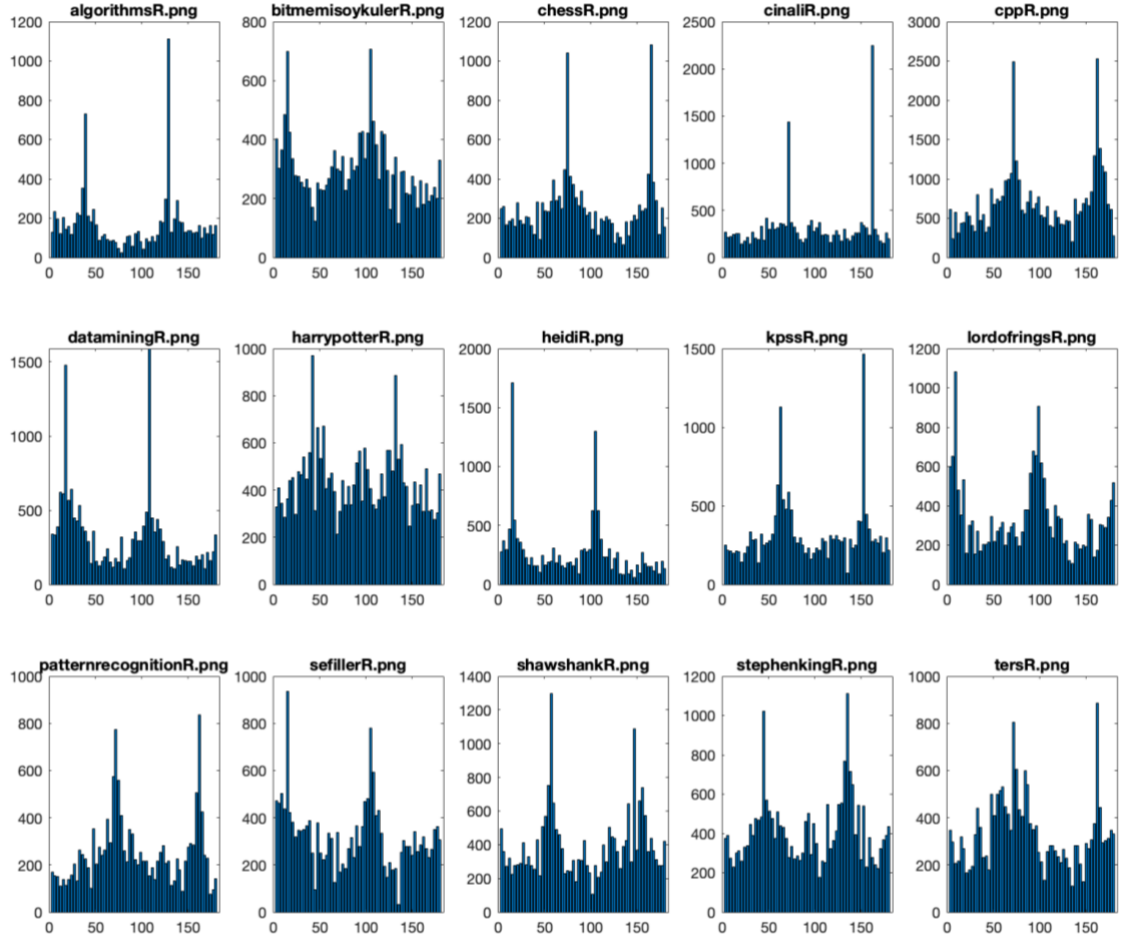 algorithmsR.png bitmemisoykulerR.png chessR.png cinaliR.png cppR.png
1200 800 1200 2500 3000
1000 600 1000 2000 2500
800 400 800 1500 2000
600 200 600 1000 1500
400 0 400 500 1000
200 200 0 500
0 0 0
0 50 100 150 0 50 100 150 0 50 100 150 0 50 100 150 0 50 100 150
dataminingR.png harrypotterR.png heidiR.png kpssR.png lordofringsR.png
1500 1000 2000 1500 1200
1000 800 1500 1000 1000
500 600 1000 500 800
0 400 500 0 600
200 0 400
0 200
0
0 50 100 150 0 50 100 150 0 50 100 150 0 50 100 150 0 50 100 150
patternrecognitionR.png sefillerR.png shawshankR.png stephenkingR.png tersR.png
1000 1000 1400 1200 1000
800 800 1200 1000 800
600 600 1000 800 600
400 400 800 600 400
200 200 600 400 200
0 0 400 200 0
200 0
0
0 50 100 150 0 50 100 150 0 50 100 150 0 50 100 150 0 50 100 150